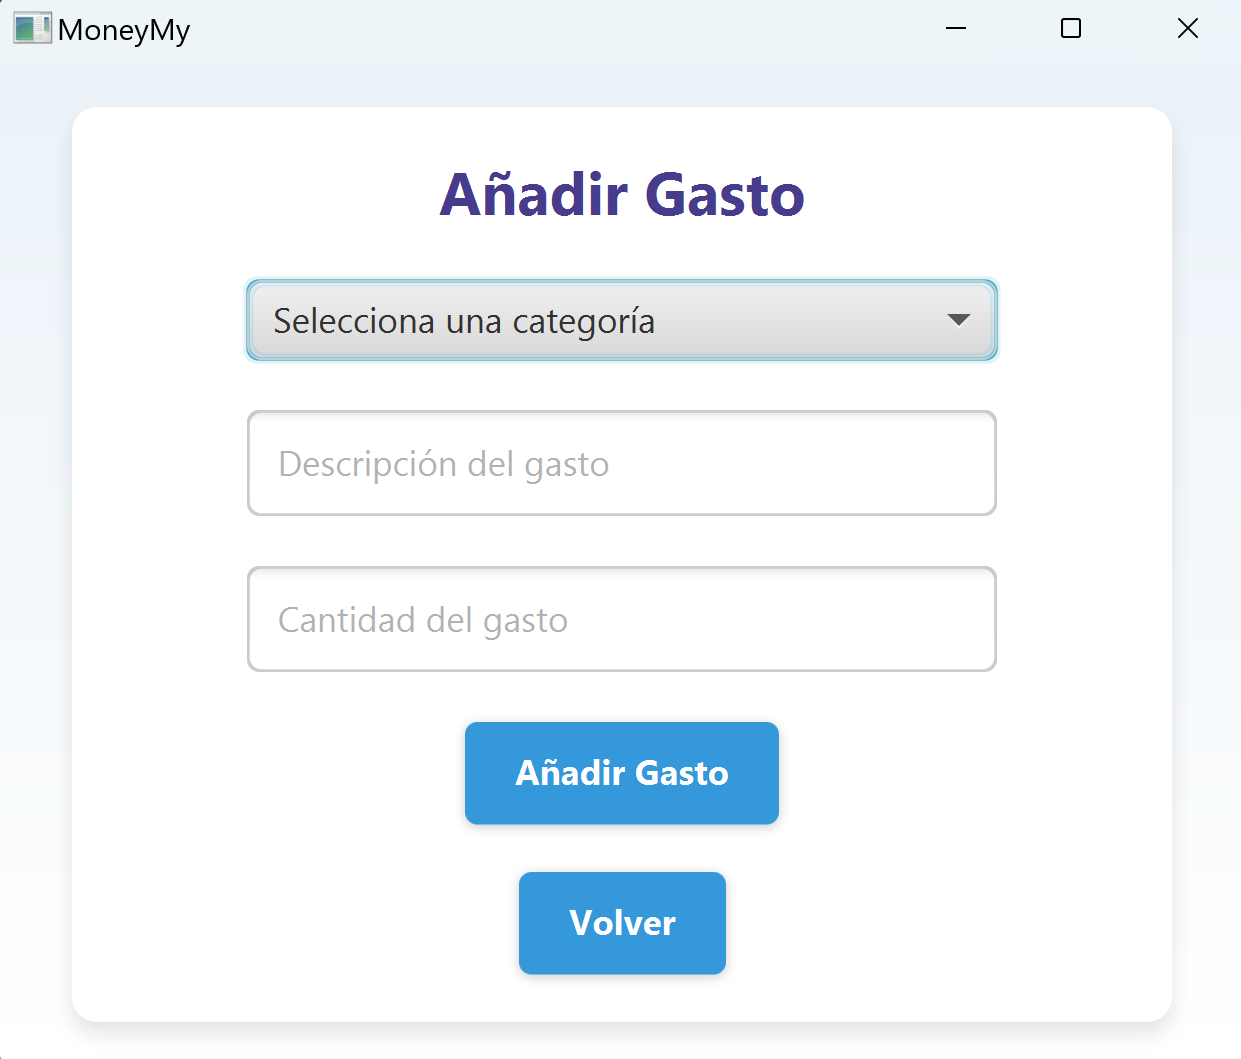 MoneyMy
Añadir Gasto
Selecciona una categoría
Descripción del gasto
Cantidad del gasto
Añadir Gasto
Volver